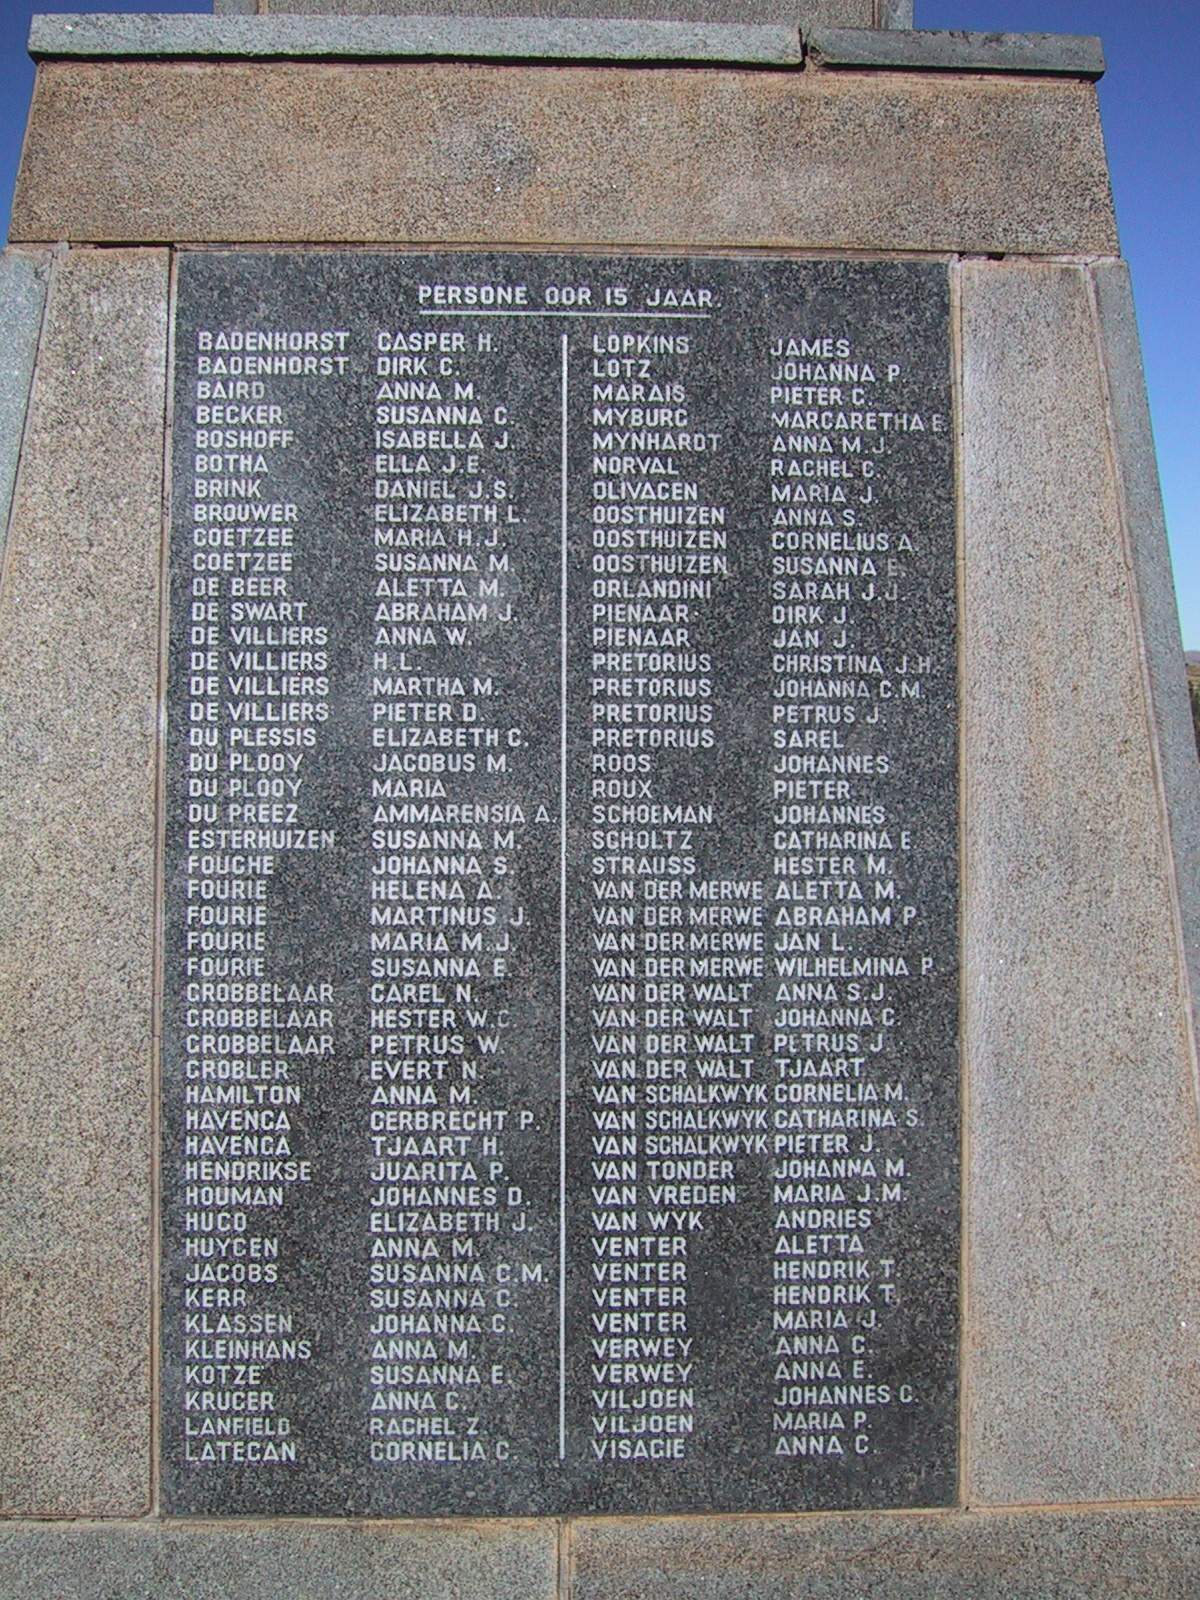 PERSONE OOR 15 JAAR.
BADENHORST CASPER H.
BADENHORST DIRK C.
BAIRD ANNA M.
BECKER SUSANNA C.
BOSHOFF ISABELLA J.
BOTHA ELLA J.E.
BRINK DANIEL J.S.
BROUWER ELIZABETH L.
COETZEE MARIA H.J.
COETZEE SUSANNA M.
DE BEER ALETTA M.
DE SWART ABRAHAM J.
DE VILLIERS ANNA W.
DE VILLIERS H.L.
DE VILLIERS MARTHA M.
DE VILLIERS PIETER D.
DU PLESSIS ELIZABETH C.
DU PLOOY JACOBUS M.
DU PLOOY MARIA
DU PREEZ AMMARENSIA A.
ESTERHUIZEN SUSANNA M.
FOUCHE JOHANNA S.
FOURIE HELENA A.
FOURIE MARTINUS J.
FOURIE MARIA M.J.
FOURIE SUSANNA E.
GROBBELAAR CAREL N.
GROBBELAAR HESTER W.C.
GROBBELAAR PETRUS W.
GROBLER EVERT N.
HAMILTON ANNA M.
HAVENGA GERBRECHT P.
HAVENGA TJAART H.
HENDRIKSE JUARITA P.
HOUMAN JOHANNES D.
HUGO ELIZABETH J.
HUYGEN ANNA M.
JACOBS SUSANNA C.M.
KERR SUSANNA C.
KLASSEN JOHANNA C.
KLEINHANS ANNA M.
KOTZE SUSANNA E.
KRUGER ANNA C.
LANFIELD RACHEL Z.
LATEGAN CORNELIA C.
LOPKINS JAMES
LOTZ JOHANNA P.
MARAIS PIETER C.
MYBURG MARGARETHA E.
MYNHARDT ANNA M.J.
NORVAL RACHEL C.
OLIVAGEN MARIA J.
OOSTHUIZEN ANNA S.
OOSTHUIZEN CORNELIUS A.
OOSTHUIZEN SUSANNA E.
ORLANDINI SARAH J.J.
PIENAAR DIRK J.
PIENAAR JAN J.
PRETORIUS CHRISTINA J.H.
PRETORIUS JOHANNA C.M.
PRETORIUS PETRUS J.
PRETORIUS SAREL
ROOS JOHANNES
ROUX PIETER
SCHOEMAN JOHANNES
SCHOLTZ CATHARINA E.
STRAUSS HESTER M.
VAN DER MERWE ALETTA M.
VAN DER MERWE ABRAHAM P.
VAN DER MERWE JAN L.
VAN DER MERWE WILHELMINA P.
VAN DER WALT ANNA S.J.
VAN DER WALT JOHANNA C.
VAN DER WALT PETRUS J.
VAN DER WALT TJAART
VAN SCHALKWYK CORNELIA M.
VAN SCHALKWYK CATHARINA S.
VAN SCHALKWYK PIETER J.
VAN TONDER JOHANNA M.
VAN VREDEN MARIA J.M.
VAN WYK ANDRIES
VENTER ALETTA
VENTER HENDRIK T.
VENTER HENDRIK T.
VENTER MARIA J.
VERWEY ANNA C.
VERWEY ANNA E.
VILJOEN JOHANNES G.
VILJOEN MARIA P.
VISAGIE ANNA C.